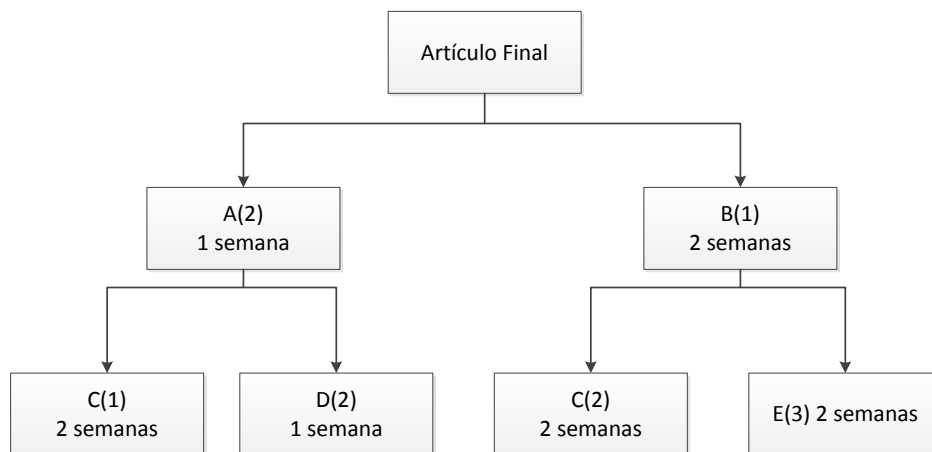 Artículo Final
A(2)
1 semana
B(1)
2 semanas
C(1)
2 semanas
D(2)
1 semana
C(2)
2 semanas
E(3) 2 semanas